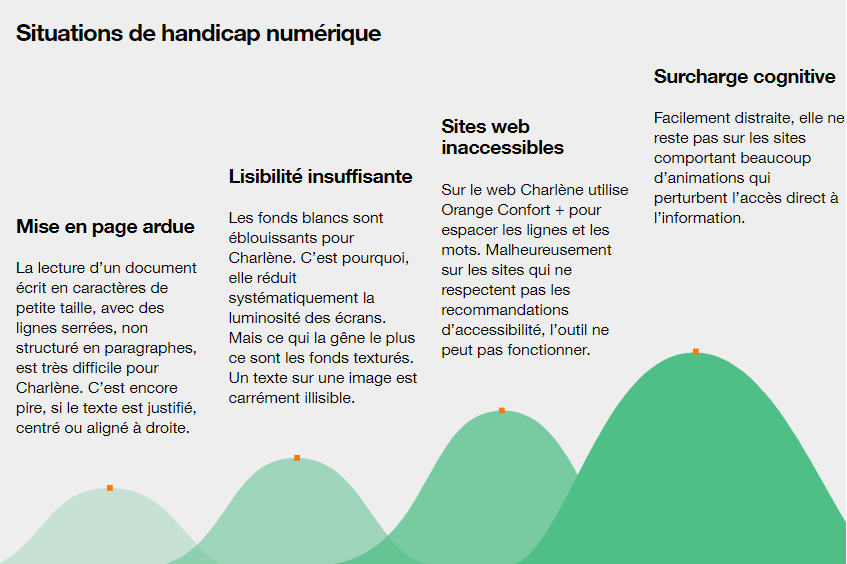 Situations de handicap numérique
Mise en page ardue
La lecture d’un document
écrit en caractères de
petite taille, avec des
lignes serrées, non
structuré en paragraphes,
est très difficile pour
Charlène. C’est encore
pire, si le texte est justifié,
centré ou aligné à droite.
Lisibilité insuffisante
Les fonds blancs sont
éblouissants pour
Charlène. C’est pourquoi,
elle réduit
systématiquement la
luminosité des écrans.
Mais ce qui la gêne le plus
ce sont les fonds texturés.
Un texte sur une image est
carrément illisible.
Sites web
inaccessibles
Sur le web Charlène utilise
Orange Confort + pour
espacer les lignes et les
mots. Malheureusement
sur les sites qui ne
respectent pas les
recommandations
d’accessibilité, l’outil ne
peut pas fonctionner.
Surcharge cognitive
Facilement distraite, elle ne
reste pas sur les sites
comportant beaucoup
d’animations qui
perturbent l’accès direct à
l’information.